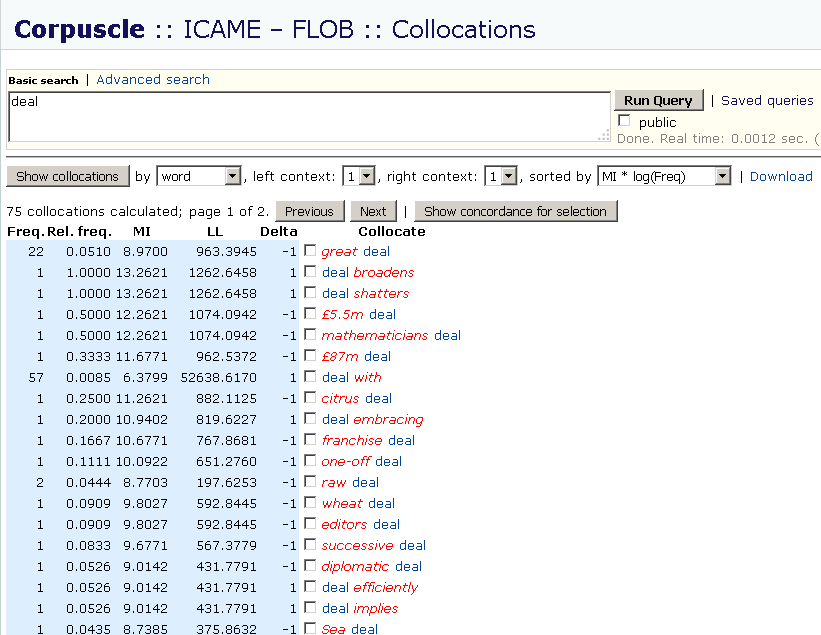 Corpuscle :: ICAME – FLOB :: Collocations
Basic search | Advanced search
deal
Run Query | Saved queries
public
Done. Real time: 0.0012 sec. (
Show collocations by word , left context: 1 , right context: 1 , sorted by MI * log(Freq) | Download
75 collocations calculated; page 1 of 2. Previous Next | Show concordance for selection
Freq. Rel. freq. MI LL Delta Collocate
22 0.0510 8.9700 963.3945 -1 great deal
1 1.0000 13.2621 1262.6458 1 deal broadens
1 1.0000 13.2621 1262.6458 1 deal shatters
1 0.5000 12.2621 1074.0942 -1 £5.5m deal
1 0.5000 12.2621 1074.0942 -1 mathematicians deal
1 0.3333 11.6771 962.5372 -1 £87m deal
57 0.0085 6.3799 52638.6170 1 deal with
1 0.2500 11.2621 882.1125 -1 citrus deal
1 0.2000 10.9402 819.6227 1 deal embracing
1 0.1667 10.6771 767.8681 -1 franchise deal
1 0.1111 10.0922 651.2760 -1 one-off deal
2 0.0444 8.7703 197.6253 -1 raw deal
1 0.0909 9.8027 592.8445 -1 wheat deal
1 0.0909 9.8027 592.8445 -1 editors deal
1 0.0833 9.6771 567.3779 -1 successive deal
1 0.0526 9.0142 431.7791 -1 diplomatic deal
1 0.0526 9.0142 431.7791 1 deal efficiently
1 0.0526 9.0142 431.7791 1 deal implies
1 0.0435 8.7385 375.8632 -1 Sea deal